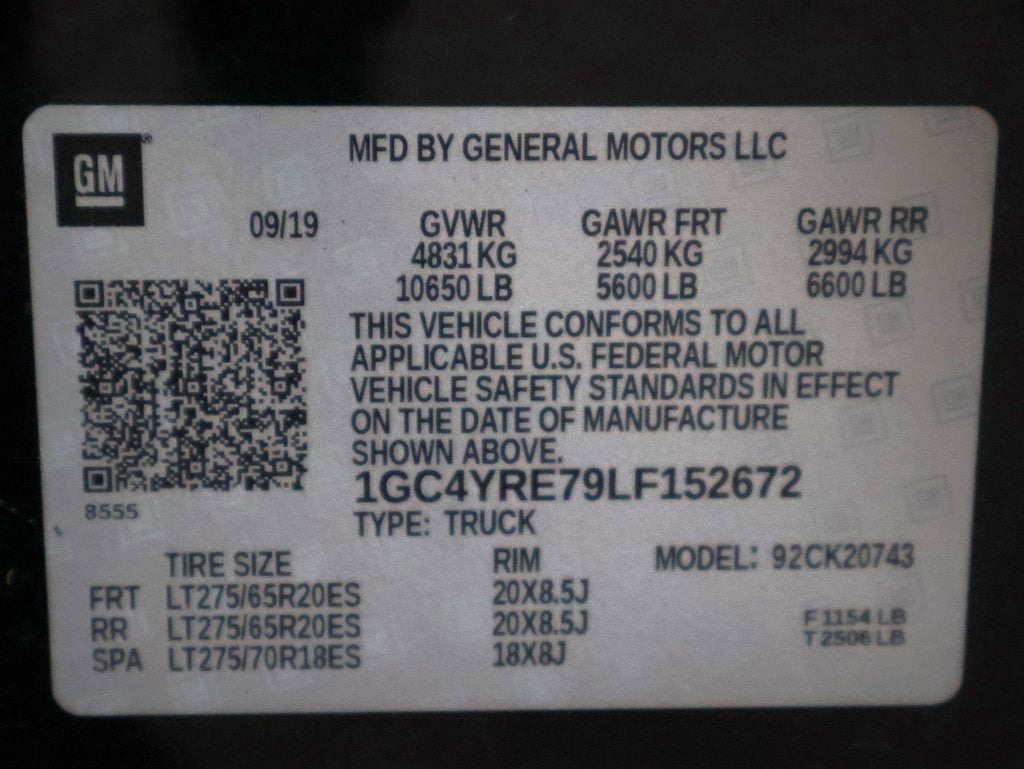 GM ®
MFD BY GENERAL MOTORS LLC
09/19 GVWR GAWR FRT GAWR RR
4831 KG 2540 KG 2994 KG
10650 LB 5600 LB 6600 LB
THIS VEHICLE CONFORMS TO ALL
APPLICABLE U.S. FEDERAL MOTOR
VEHICLE SAFETY STANDARDS IN EFFECT
ON THE DATE OF MANUFACTURE
SHOWN ABOVE.
1GC4YRE79LF152672
8555
TYPE: TRUCK
TIRE SIZE RIM MODEL: 92CK20743
FRT LT275/65R20ES 20X8.5J
RR LT275/65R20ES 20X8.5J
SPA LT275/70R18ES 18X8J
F 1154 LB
T 2506 LB